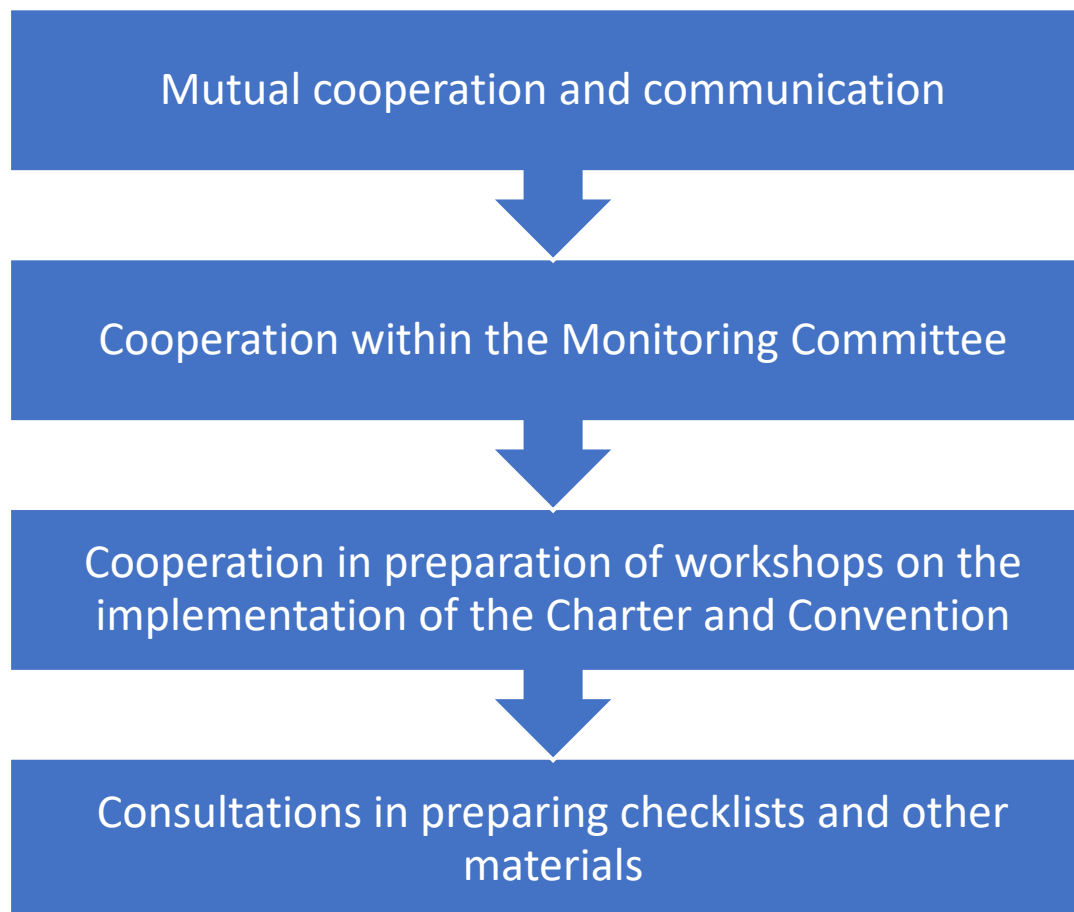 Mutual cooperation and communication
Cooperation within the Monitoring Committee
Cooperation in preparation of workshops on the
implementation of the Charter and Convention
Consultations in preparing checklists and other
materials